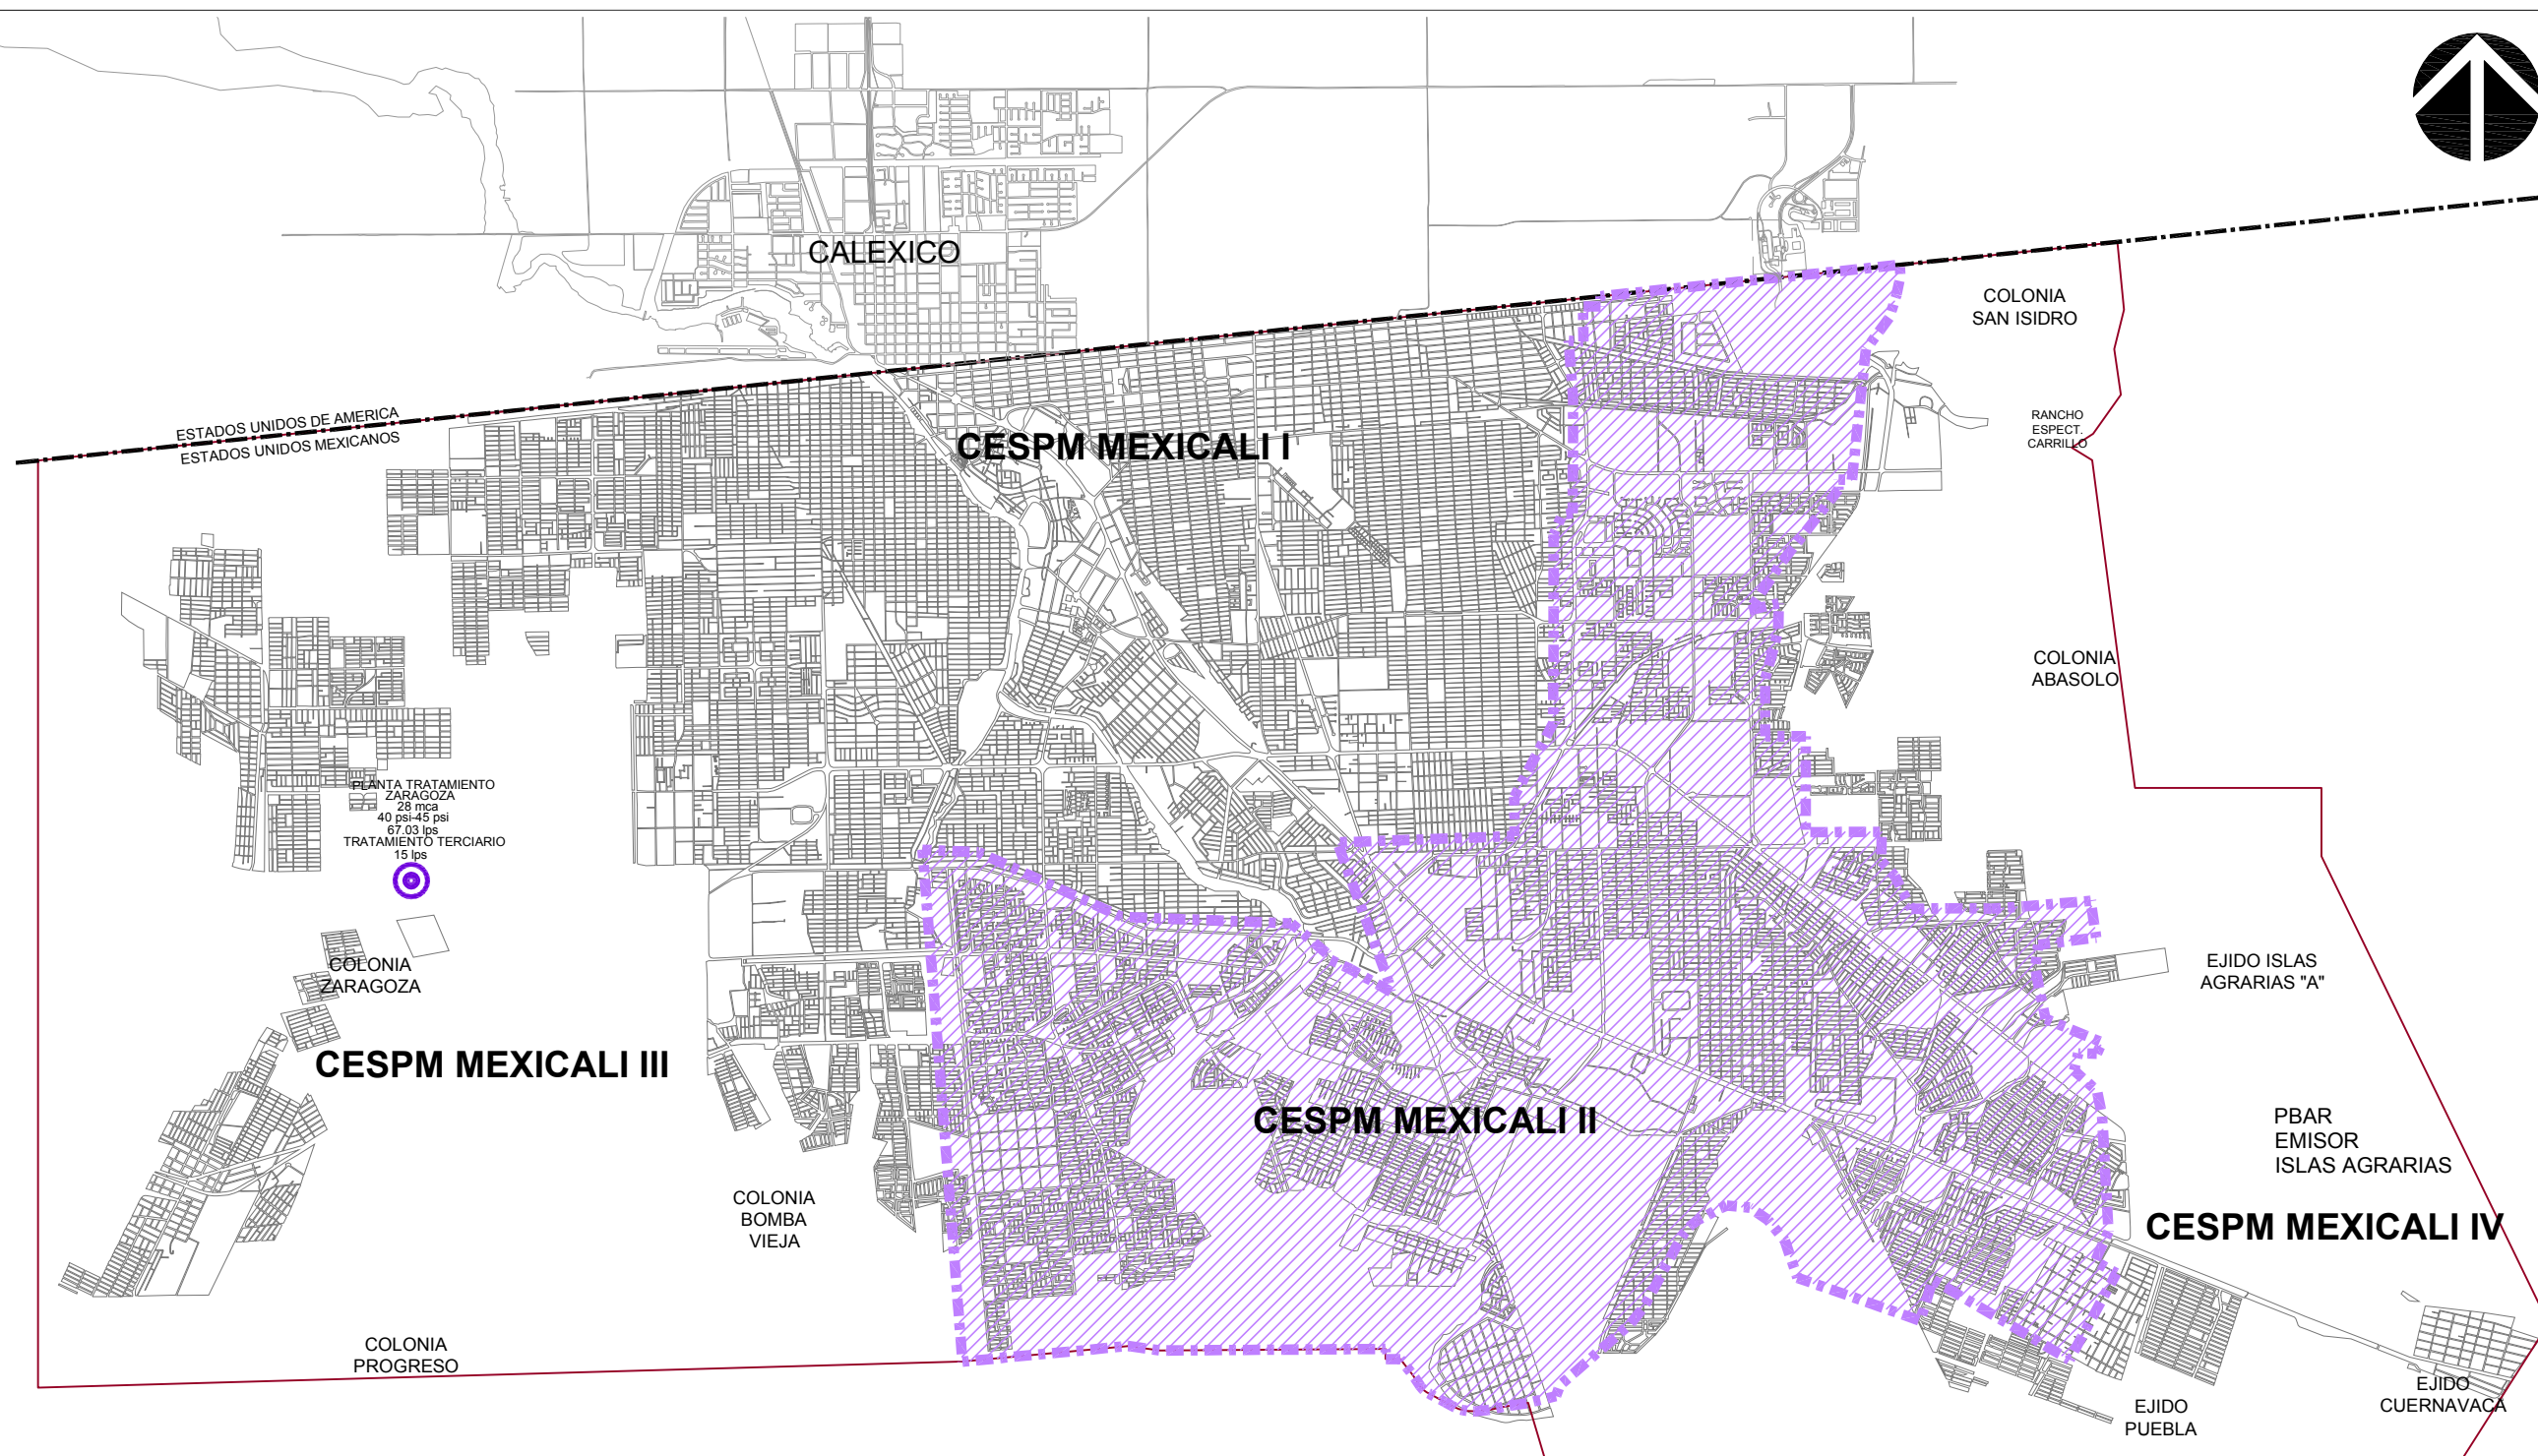 CALEXICO
COLONIA
SAN ISIDRO
ESTADOS UNIDOS DE AMERICA
ESTADOS UNIDOS MEXICANOS
RANCHO
ESPECT.
CARRILLO
CESPM MEXICALI I
COLONIA
ABASOLO
PLANTA TRATAMIENTO
ZARAGOZA
28 mca
40 psi-45 psi
67.03 lps
TRATAMIENTO TERCIARIO
15 lps
COLONIA
ZARAGOZA
EJIDO ISLAS
AGRARIAS "A"
CESPM MEXICALI III
CESPM MEXICALI II
PBAR
EMISOR
ISLAS AGRARIAS
COLONIA
BOMBA
VIEJA
CESPM MEXICALI IV
COLONIA
PROGRESO
EJIDO
PUEBLA
EJIDO
CUERNAVACA